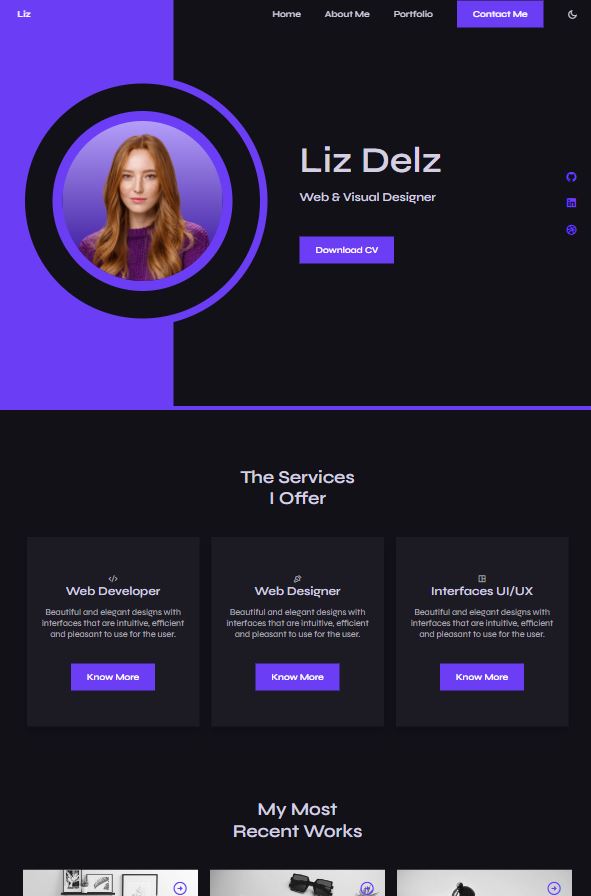 Liz
Home About Me Portfolio Contact Me
Liz Delz
Web & Visual Designer
Download CV
The Services
I Offer
Web Developer
Beautiful and elegant designs with
interfaces that are intuitive, efficient
and pleasant to use for the user.
Know More
Web Designer
Beautiful and elegant designs with
interfaces that are intuitive, efficient
and pleasant to use for the user.
Know More
Interfaces UI/UX
Beautiful and elegant designs with
interfaces that are intuitive, efficient
and pleasant to use for the user.
Know More
My Most
Recent Works